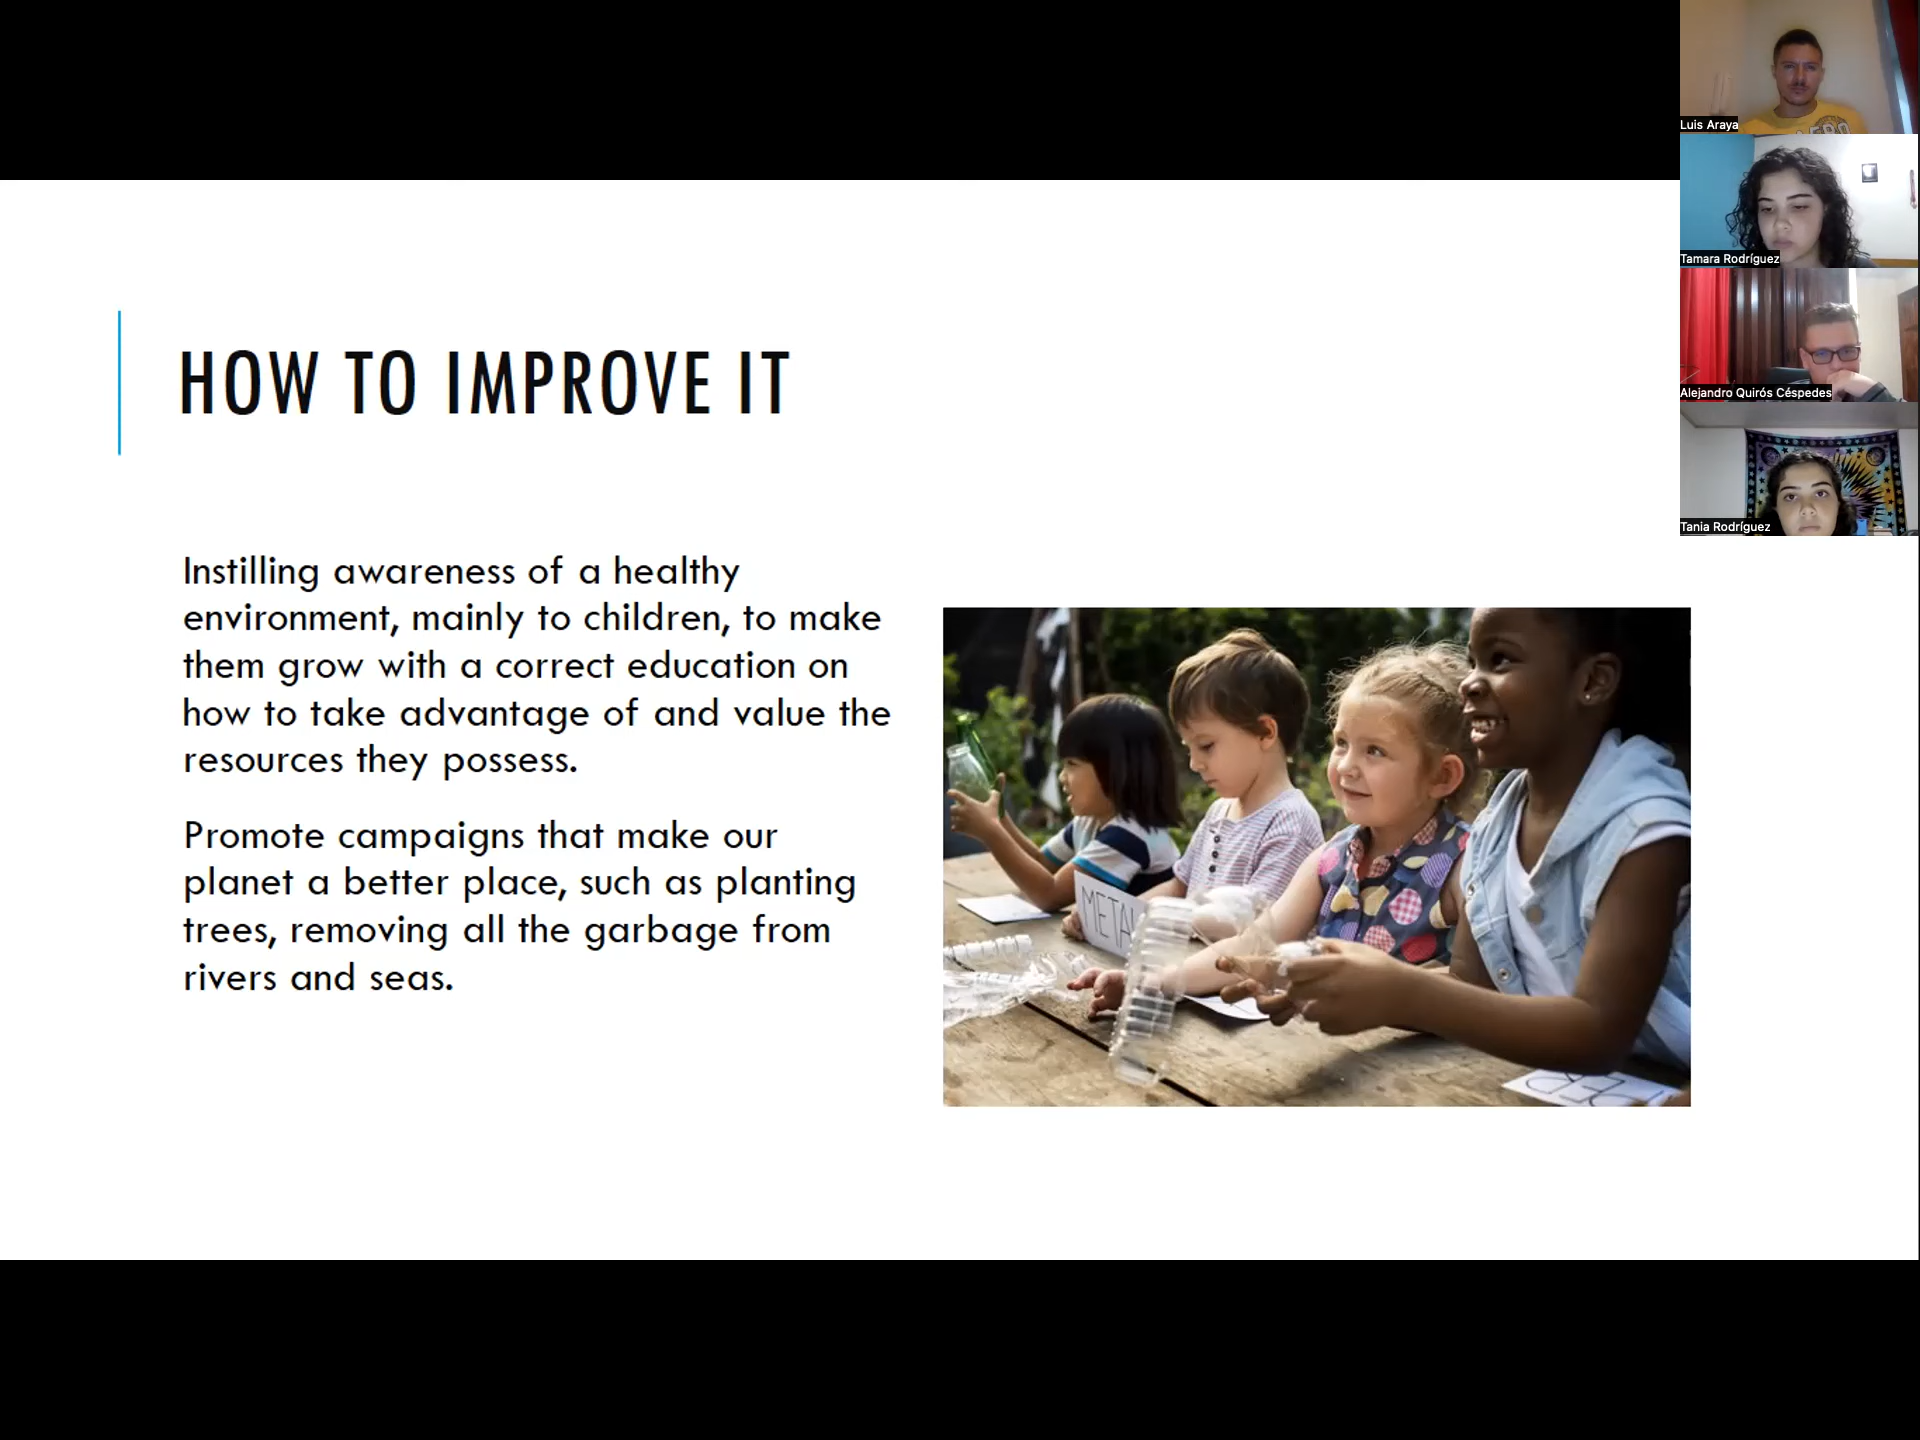 HOW TO IMPROVE IT
Instilling awareness of a healthy
environment, mainly to children, to make
them grow with a correct education on
how to take advantage of and value the
resources they possess.
Promote campaigns that make our
planet a better place, such as planting
trees, removing all the garbage from
rivers and seas.
META
Luis Araya
Tamara Rodríguez
Alejandro Quirós Céspedes
Tania Rodríguez